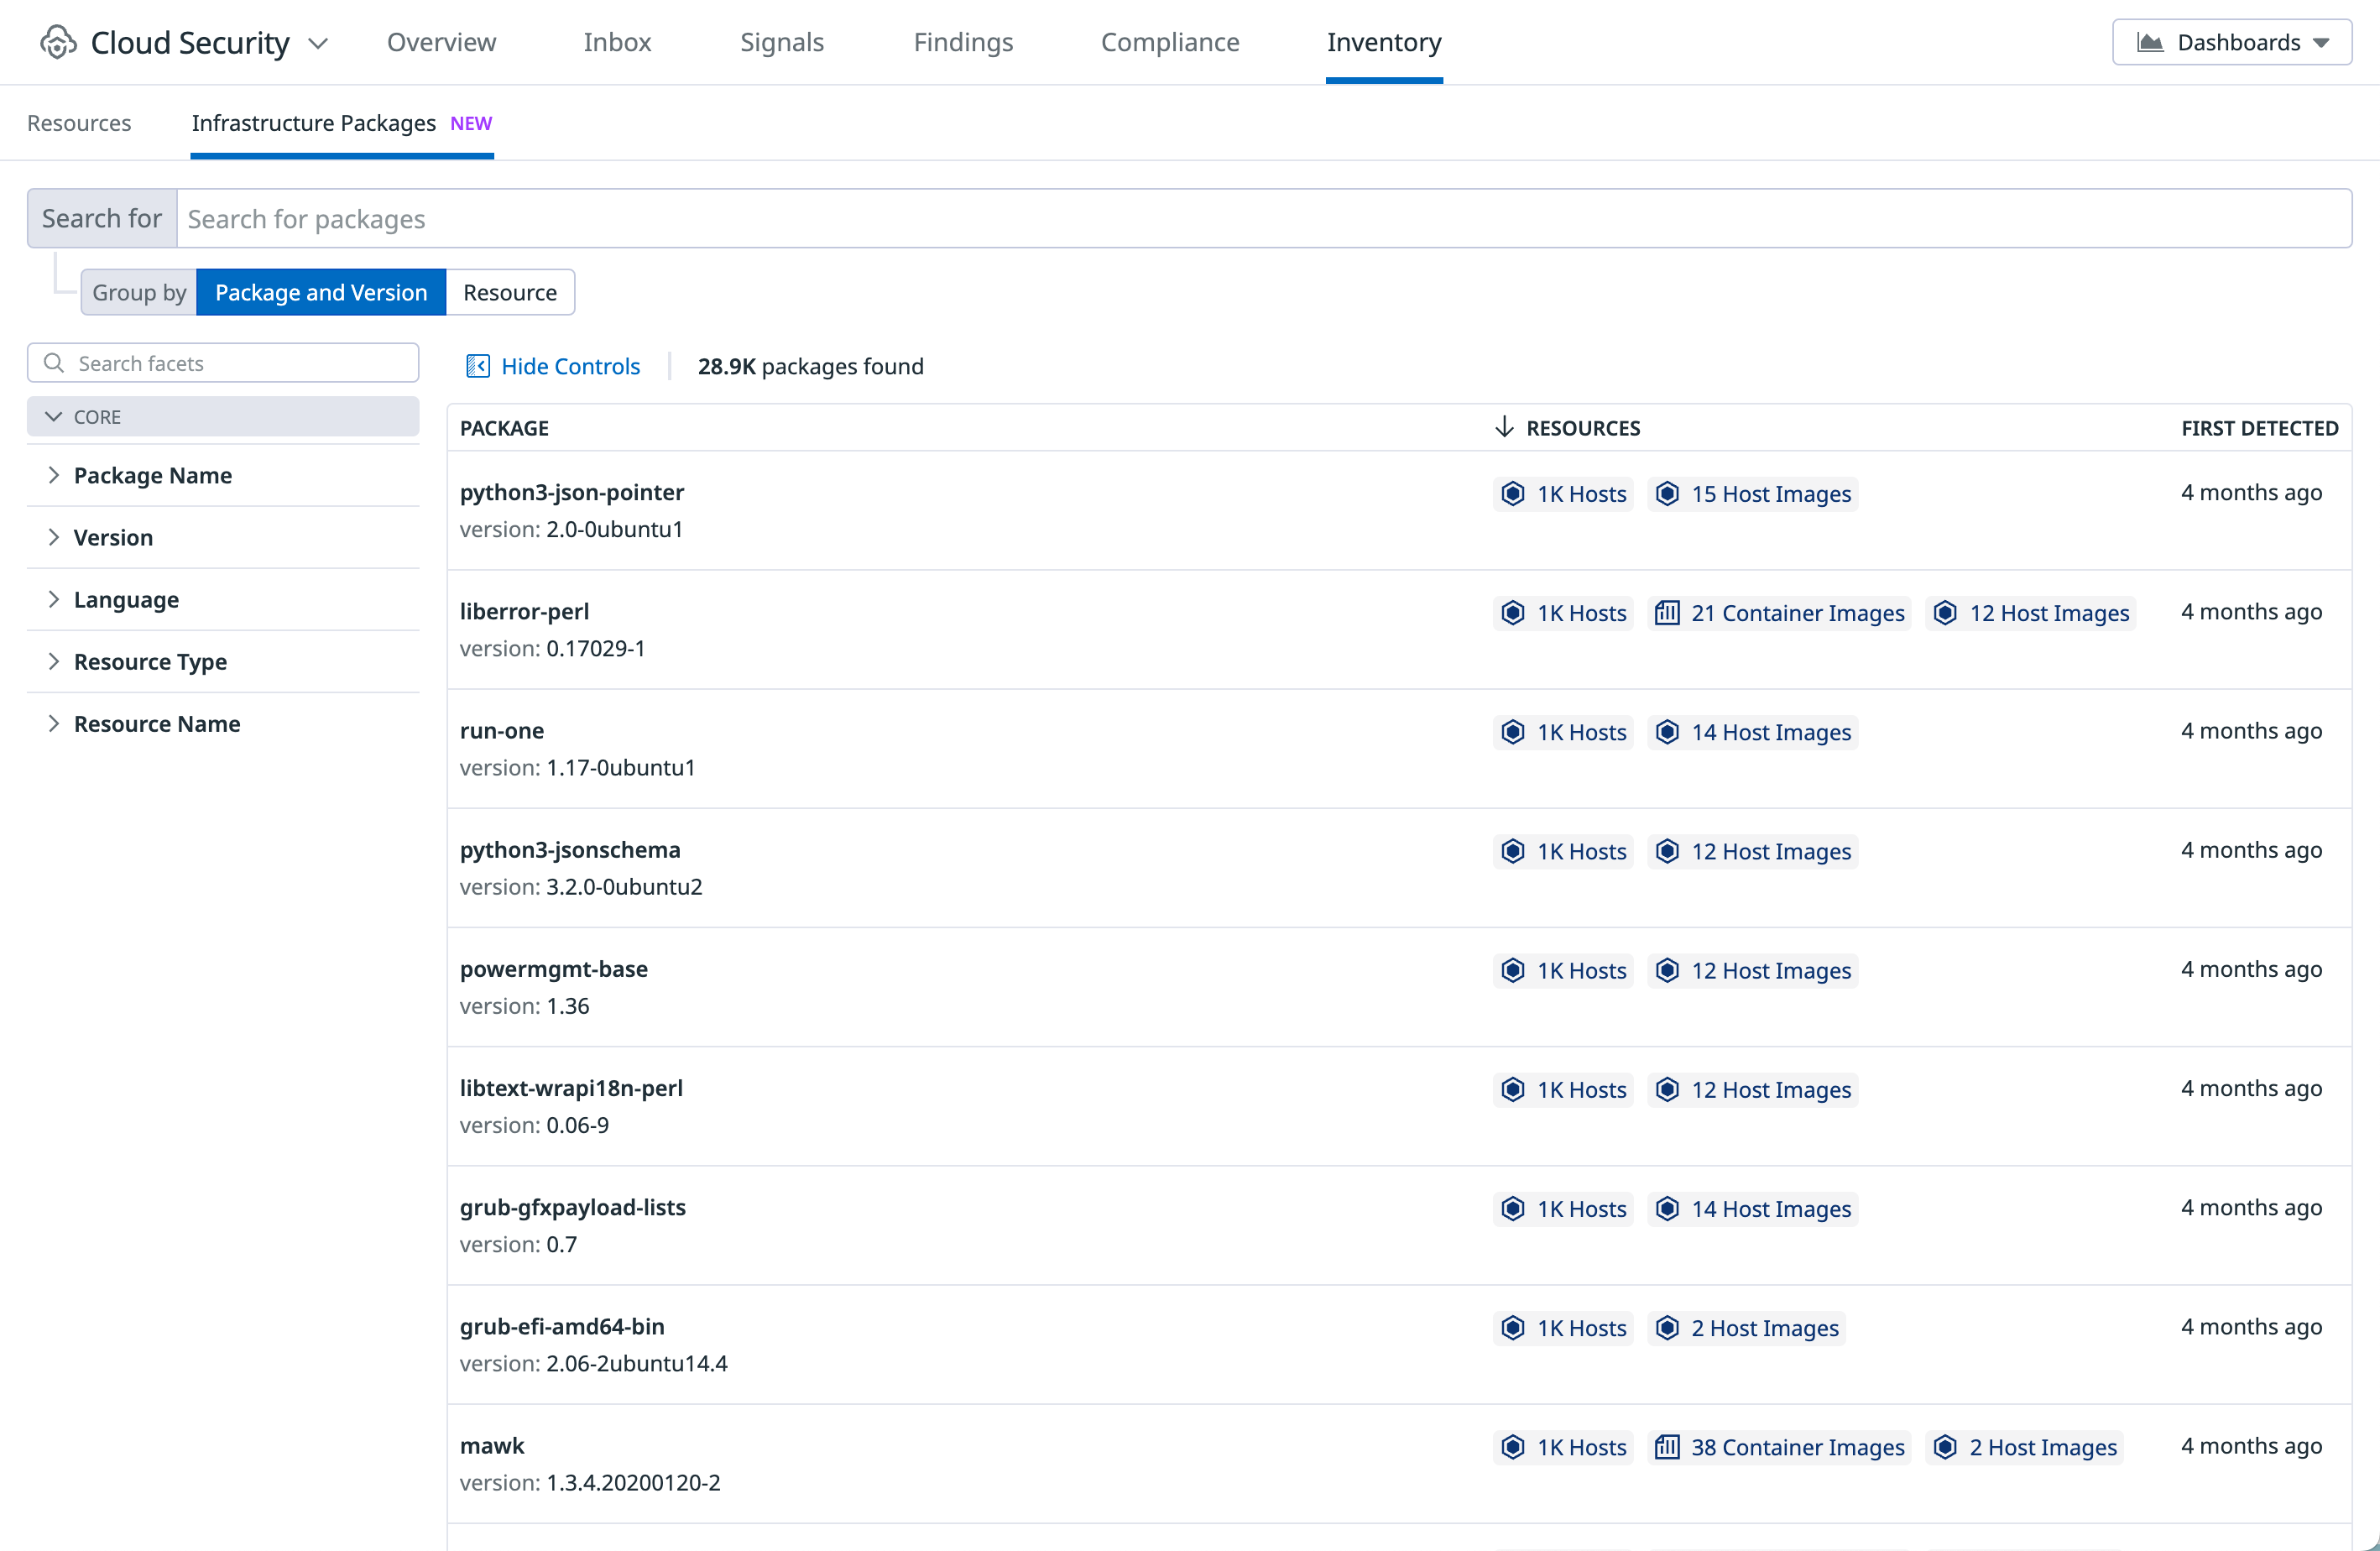 Cloud Security Overview Inbox Signals Findings Compliance Inventory Dashboards
Resources Infrastructure Packages NEW
Search for Search for packages
Group by Package and Version Resource
Search facets
Hide Controls 28.9K packages found
CORE
Package Name
Version
Language
Resource Type
Resource Name
PACKAGE RESOURCES FIRST DETECTED
python3-json-pointer 1K Hosts 15 Host Images 4 months ago
version: 2.0-0ubuntu1
liberror-perl 1K Hosts 21 Container Images 12 Host Images 4 months ago
version: 0.17029-1
run-one 1K Hosts 14 Host Images 4 months ago
version: 1.17-0ubuntu1
python3-jsonschema 1K Hosts 12 Host Images 4 months ago
version: 3.2.0-0ubuntu2
powermgmt-base 1K Hosts 12 Host Images 4 months ago
version: 1.36
libtext-wrapi18n-perl 1K Hosts 12 Host Images 4 months ago
version: 0.06-9
grub-gfxpayload-lists 1K Hosts 14 Host Images 4 months ago
version: 0.7
grub-efi-amd64-bin 1K Hosts 2 Host Images 4 months ago
version: 2.06-2ubuntu14.4
mawk 1K Hosts 38 Container Images 2 Host Images 4 months ago
version: 1.3.4.20200120-2